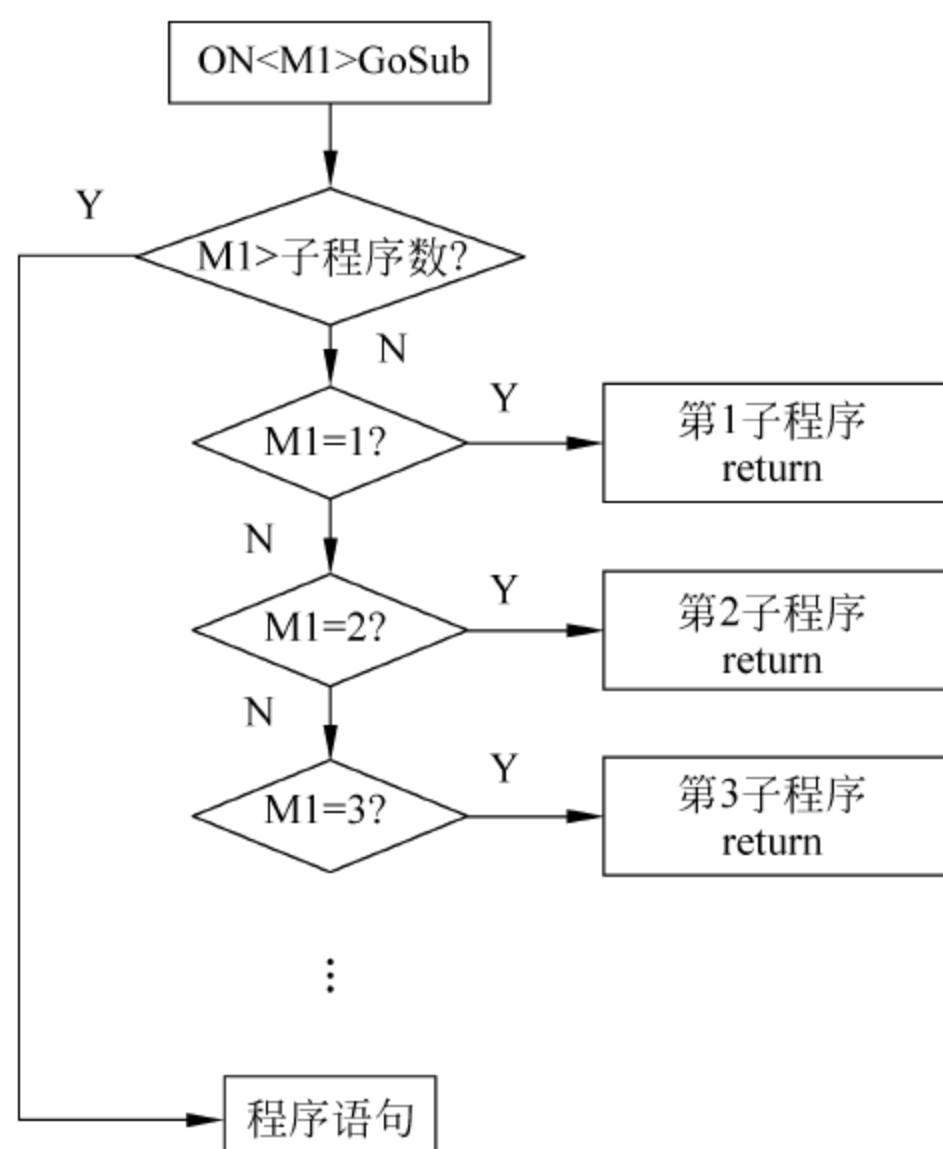 ON<M1>GoSub
Y
M1>子程序数?
N
Y
M1=1?
第1子程序
return
N
Y
M1=2?
第2子程序
return
N
Y
M1=3?
第3子程序
return
⋮
程序语句